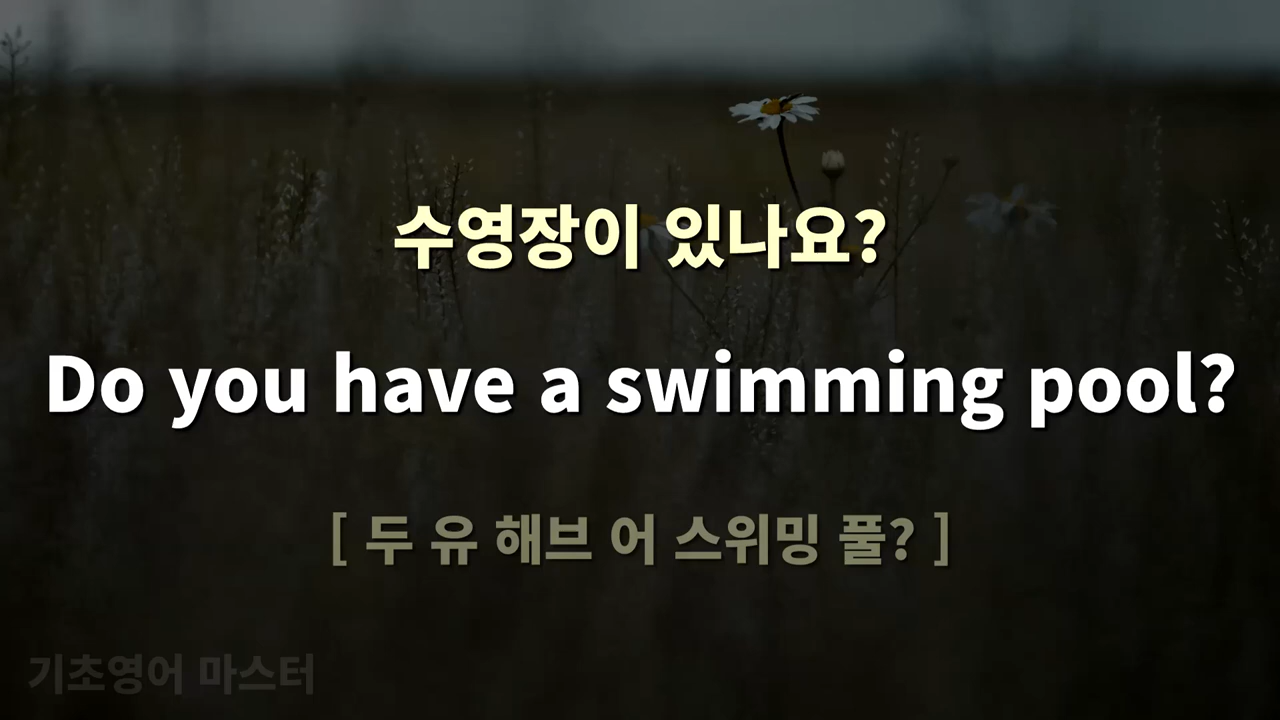 수영장이 있나요?
Do you have a swimming pool?
[ 두 유 해브 어 스위밍 풀? ]
기초영어 마스터